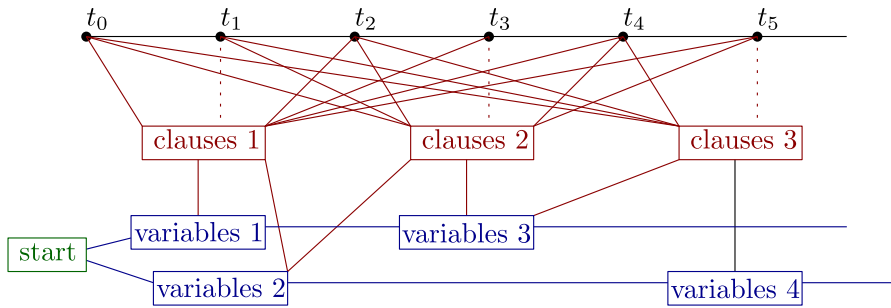 t₀ t₁ t₂ t₃ t₄ t₅
clauses 1 clauses 2 clauses 3
variables 1 variables 3
start
variables 2 variables 4